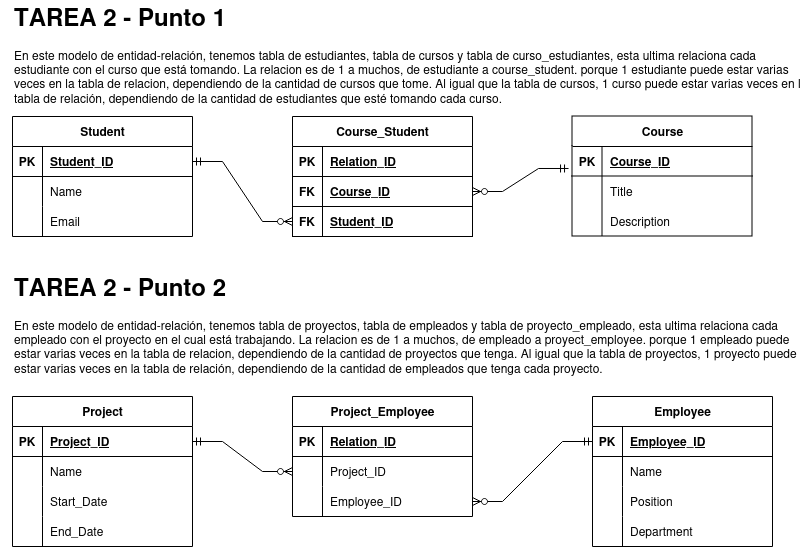 TAREA 2 - Punto 1
En este modelo de entidad-relación, tenemos tabla de estudiantes, tabla de cursos y tabla de curso_estudiantes, esta ultima relaciona cada
estudiante con el curso que está tomando. La relacion es de 1 a muchos, de estudiante a course_student. porque 1 estudiante puede estar varias
veces en la tabla de relacion, dependiendo de la cantidad de cursos que tome. Al igual que la tabla de cursos, 1 curso puede estar varias veces en l
tabla de relación, dependiendo de la cantidad de estudiantes que esté tomando cada curso.
Student
PK Student_ID
Name
Email
Course_Student
PK Relation_ID
FK Course_ID
FK Student_ID
Course
PK Course_ID
Title
Description
TAREA 2 - Punto 2
En este modelo de entidad-relación, tenemos tabla de proyectos, tabla de empleados y tabla de proyecto_empleado, esta ultima relaciona cada
empleado con el proyecto en el cual está trabajando. La relacion es de 1 a muchos, de empleado a proyect_employee. porque 1 empleado puede
estar varias veces en la tabla de relacion, dependiendo de la cantidad de proyectos que tenga. Al igual que la tabla de proyectos, 1 proyecto puede
estar varias veces en la tabla de relación, dependiendo de la cantidad de empleados que tenga cada proyecto.
Project
PK Project_ID
Name
Start_Date
End_Date
Project_Employee
PK Relation_ID
Project_ID
Employee_ID
Employee
PK Employee_ID
Name
Position
Department